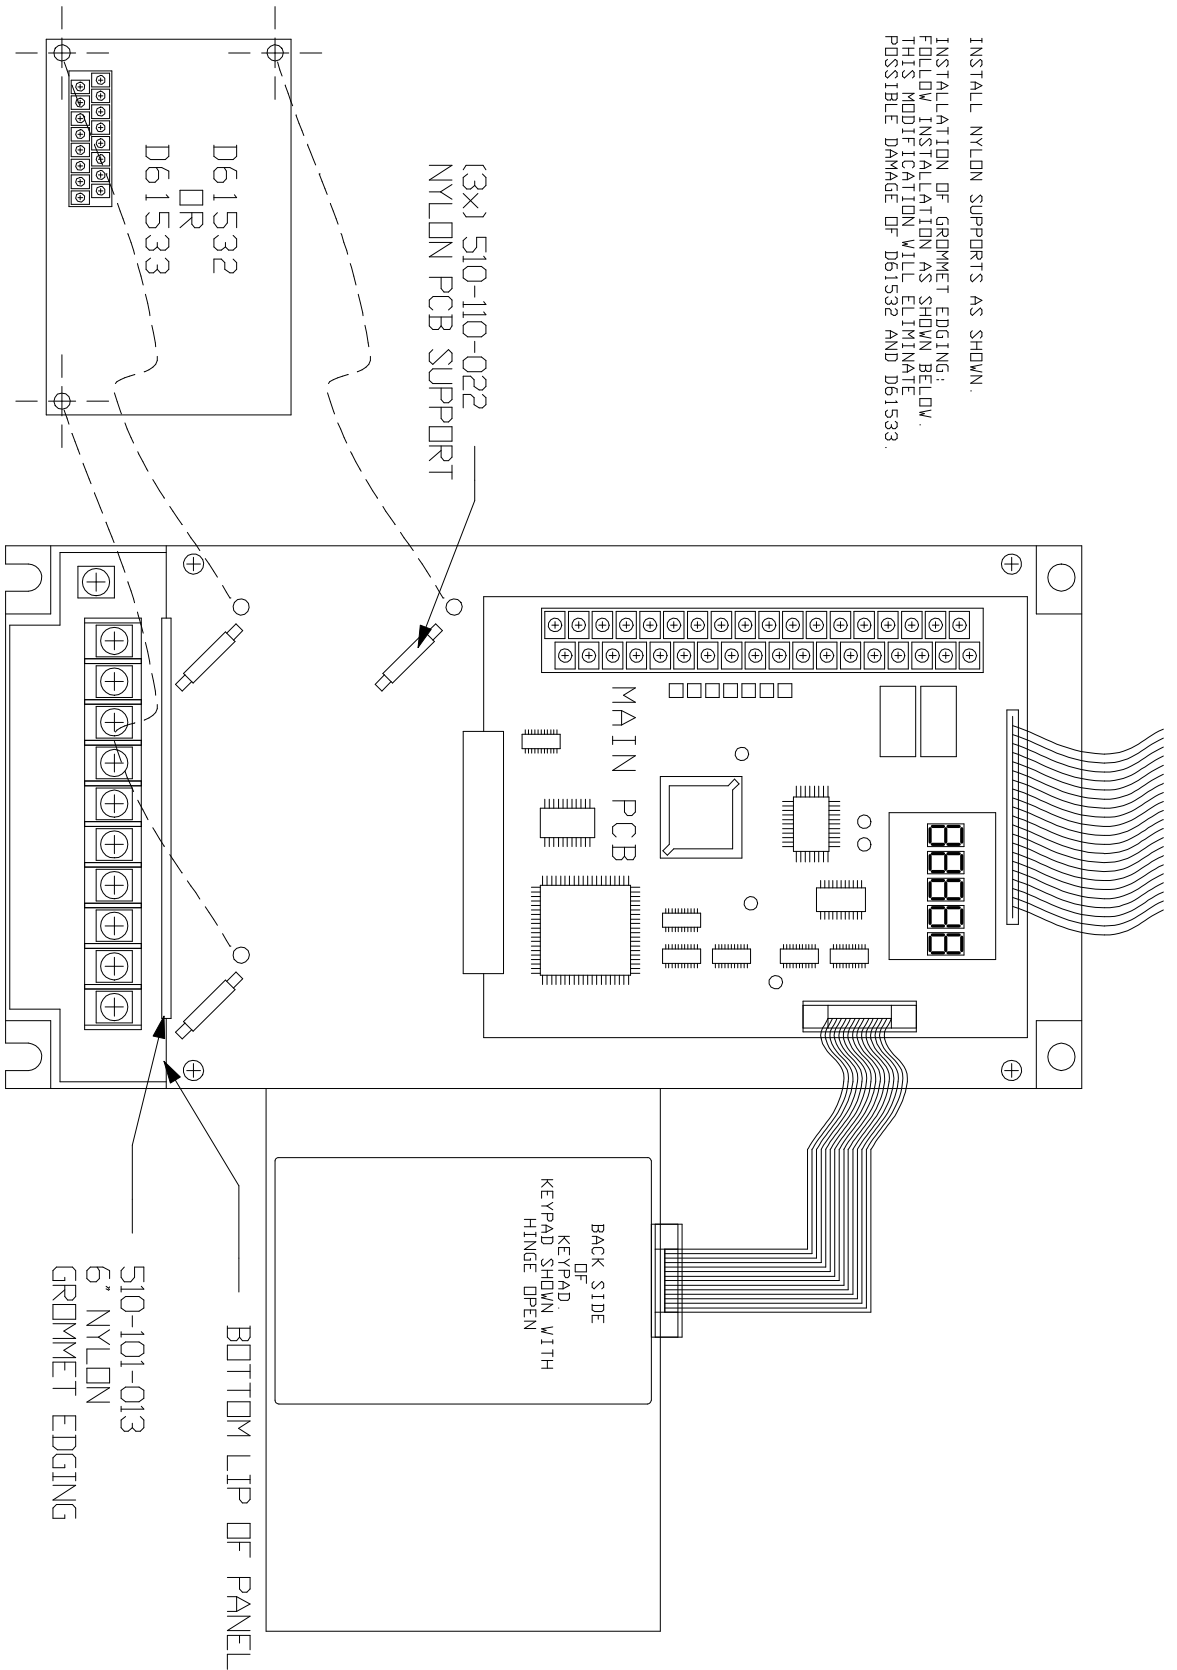 INSTALL NYLON SUPPORTS AS SHOWN.
INSTALLATION OF GROMMET EDGING:
FOLLOW INSTALLATION AS SHOWN BELOW.
THIS MODIFICATION WILL ELIMINATE
POSSIBLE DAMAGE OF D61532 AND D61533.
(3x) 510-110-022
NYLON PCB SUPPORT
D61532
OR
D61533
MAIN PCB
BACK SIDE
OF
KEYPAD.
KEYPAD SHOWN WITH
HINGE OPEN
BOTTOM LIP OF PANEL
510-101-013
6" NYLON
GROMMET EDGING